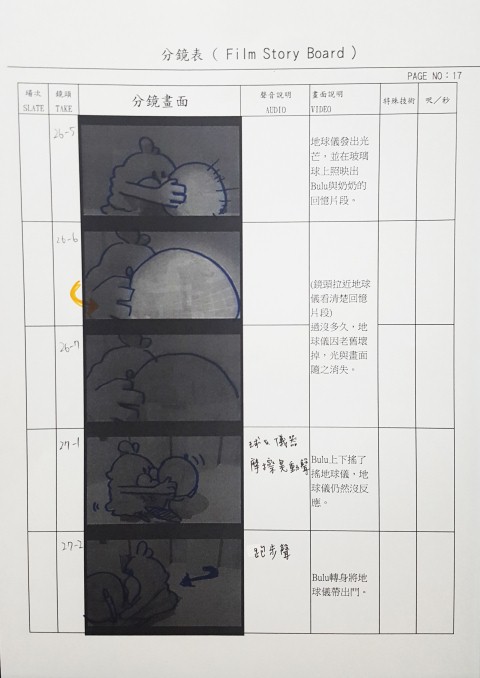 分鏡表 ( Film Story Board )
PAGE NO：17
場次 鏡頭 分鏡畫面 聲音說明 畫面說明 特殊技術 呎／秒
SLATE TAKE AUDIO VIDEO
26-5
地球儀發出光
芒，並在玻璃
球上照映出
Bulu與奶奶的
回憶片段。
26-6
(鏡頭拉近地球
儀看清楚回憶
片段)
過沒多久，地
球儀因老舊壞
掉，光與畫面
隨之消失。
26-7
27-1
摩擦晃動聲
Bulu上下搖了
搖地球儀，地
球儀仍然沒反
應。
27-2
跑步聲
Bulu轉身將地
球儀帶出門。